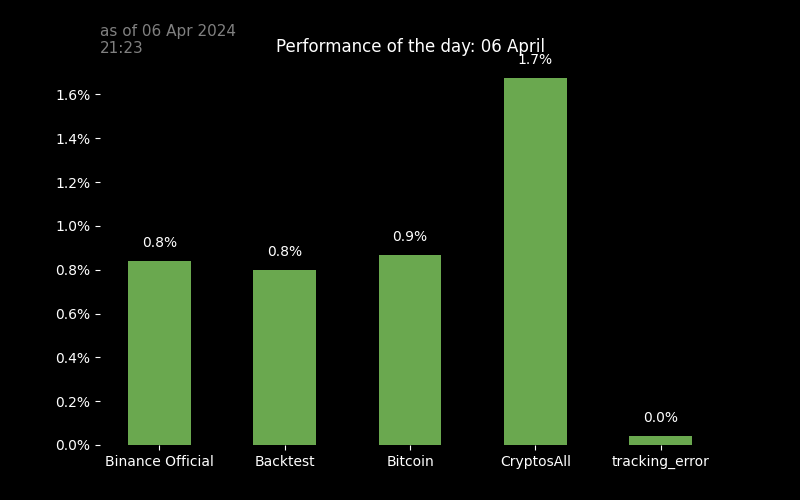 as of 06 Apr 2024
21:23
Performance of the day: 06 April
1.7%
1.6%
1.4%
1.2%
1.0%
0.9%
0.8%
0.8%
0.8%
0.6%
0.4%
0.2%
0.0%
0.0%
Binance Official
Backtest
Bitcoin
CryptosAll
tracking_error